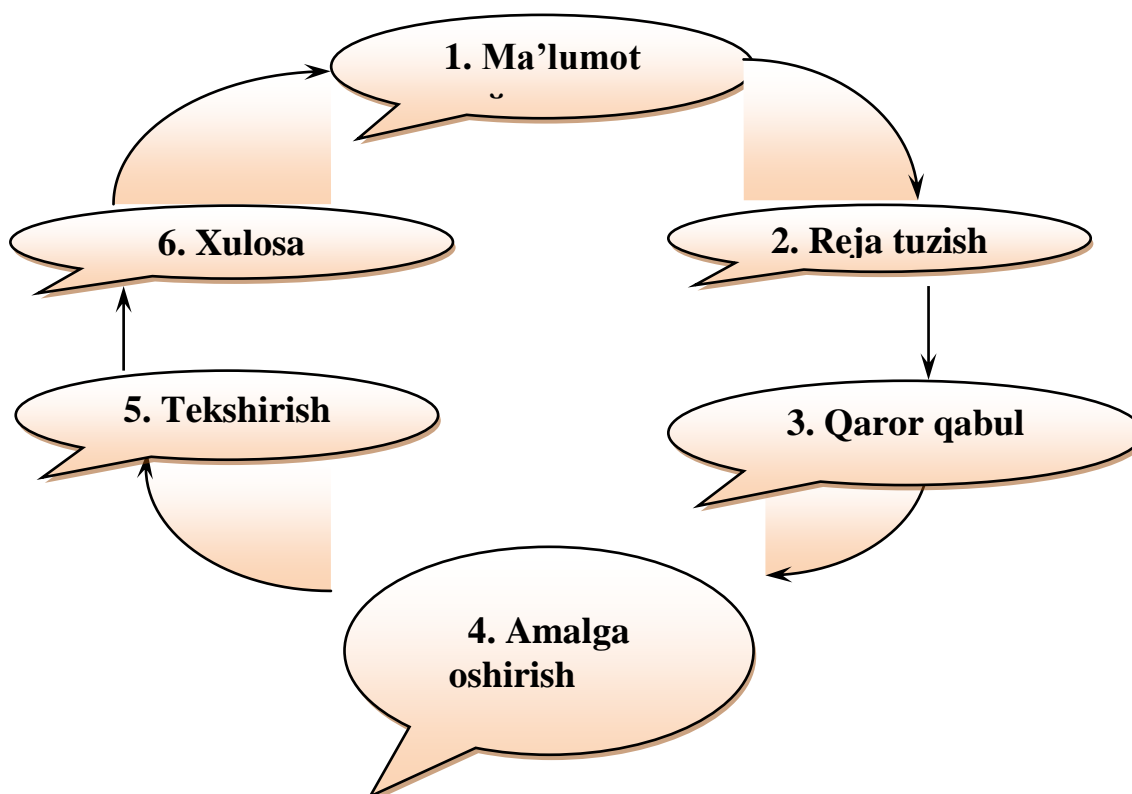 1. Ma’lumot
2. Reja tuzish
3. Qaror qabul
4. Amalga
oshirish
5. Tekshirish
6. Xulosa